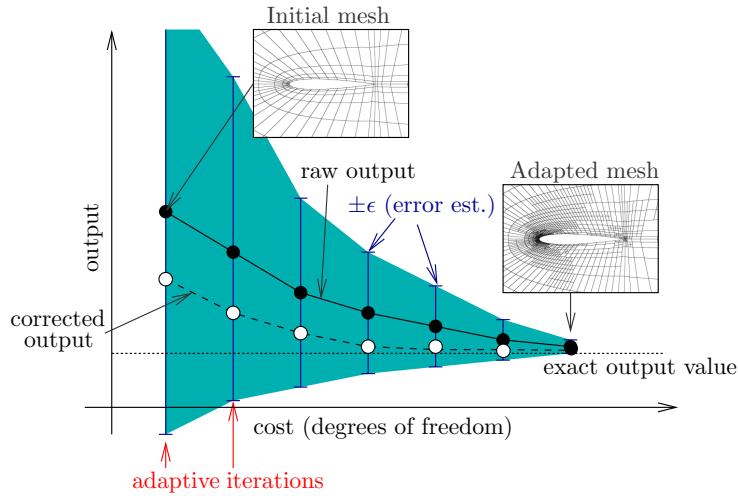 Initial mesh
raw output
Adapted mesh
±ϵ (error est.)
output
corrected
output
exact output value
cost (degrees of freedom)
adaptive iterations